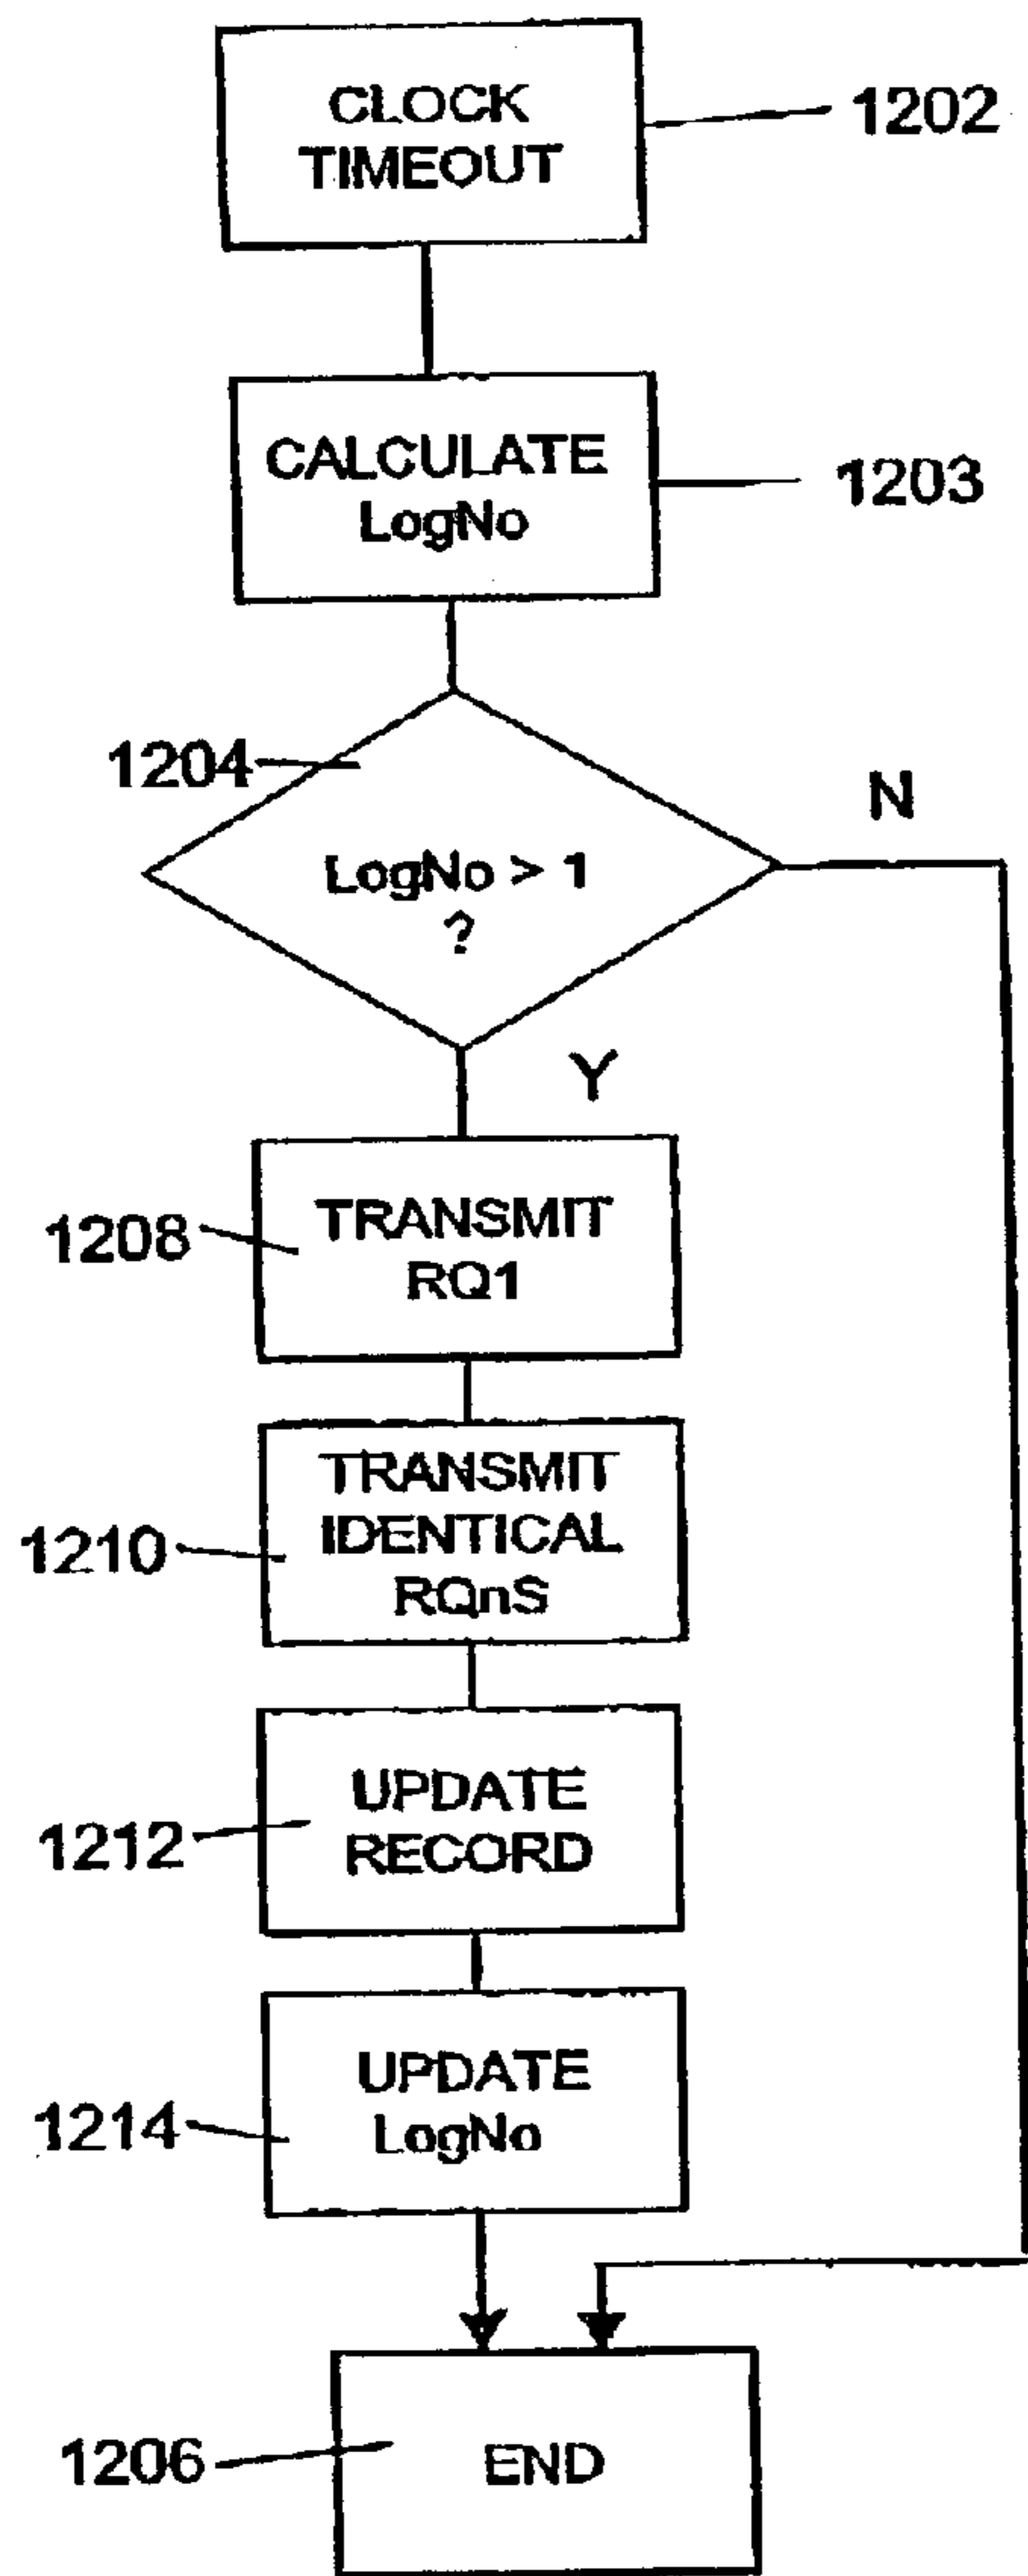 CLOCK
TIMEOUT
1202
CALCULATE
LogNo
1203
1204
N
LogNo > 1
?
Y
1208
TRANSMIT
RQ1
1210
TRANSMIT
IDENTICAL
RQnS
1212
UPDATE
RECORD
1214
UPDATE
LogNo
1206
END